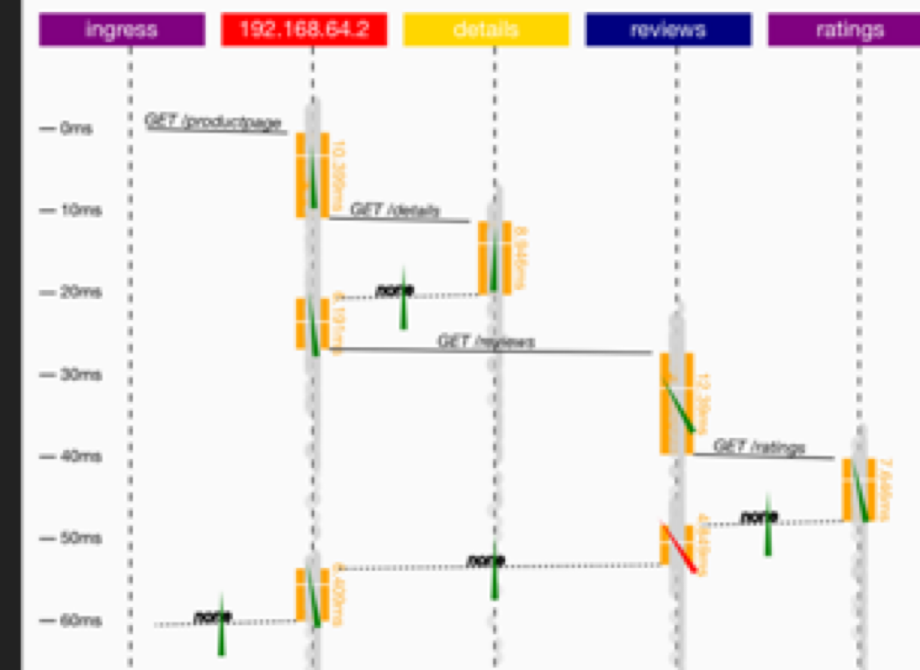 ingress 192.168.64.2 details reviews ratings
GET /productpage
0ms
10ms
GET /details
20ms
none
GET /reviews
30ms
GET /ratings
40ms
none
50ms
none
none
60ms